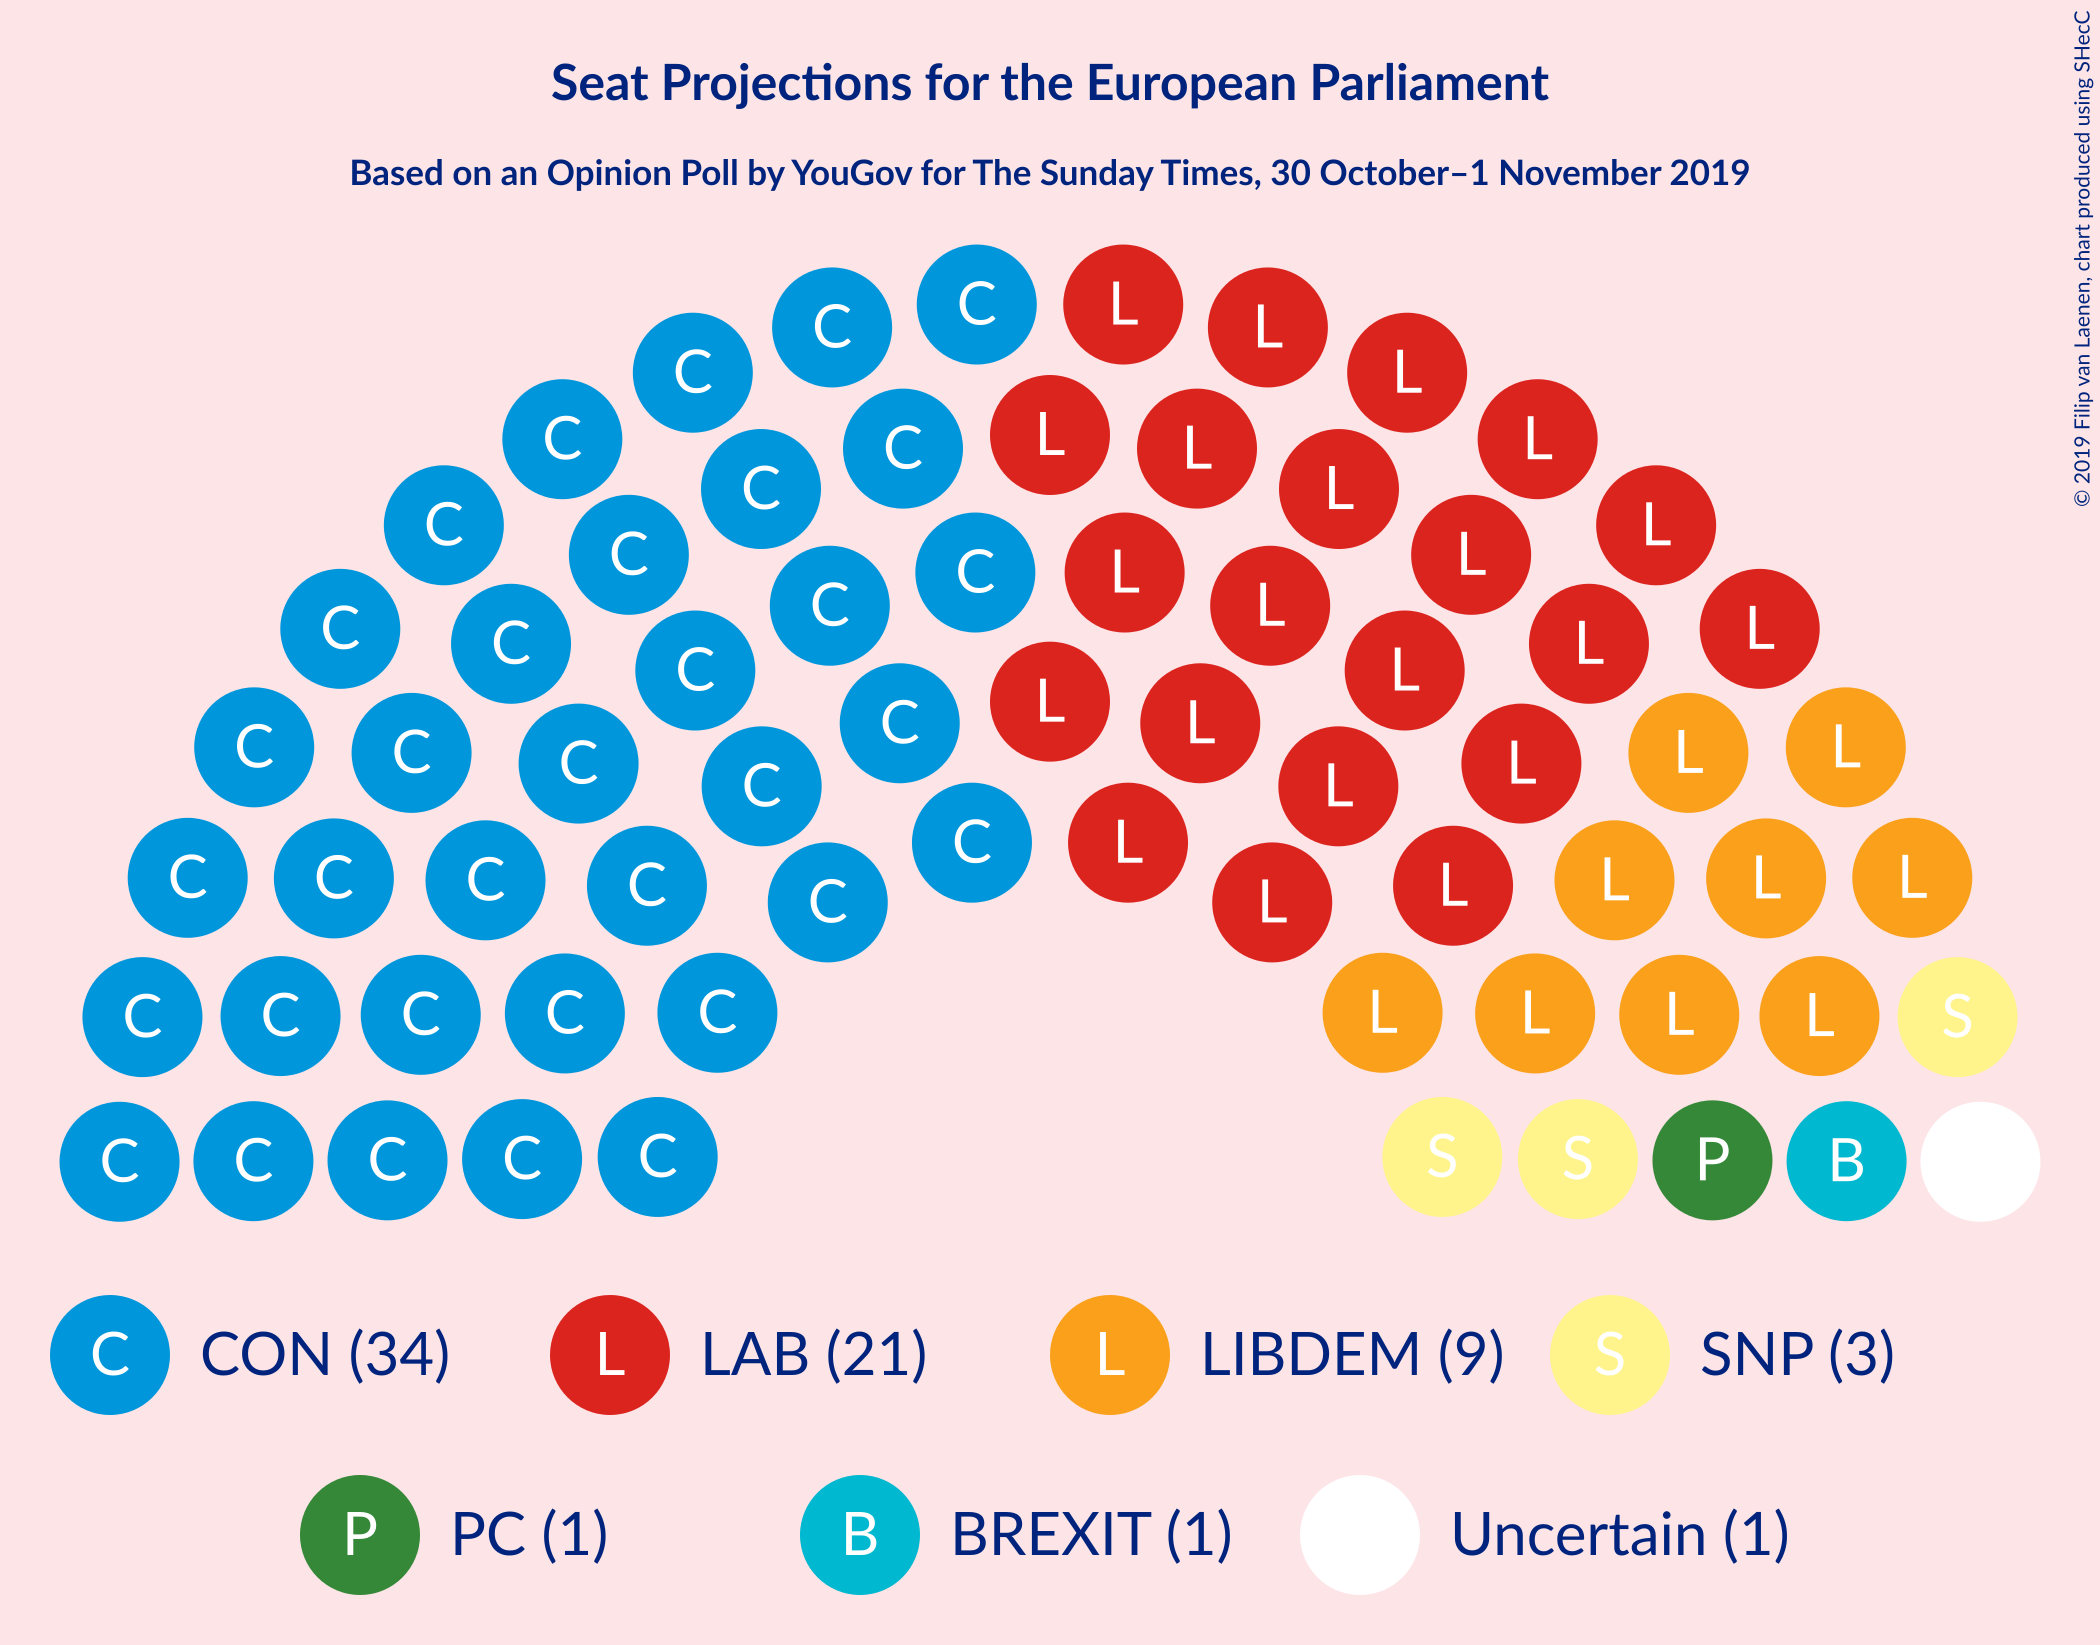 Seat Projections for the European Parliament
Based on an Opinion Poll by YouGov for The Sunday Times, 30 October–1 November 2019
© 2019 Filip van Laenen, chart produced using SHecC
C C L L
C C L L
C C L L L
C C L L
C C C L L L
C C C L L L
C C C L L L
C C L L
C C C L L L
C C C L L L
C C C C C L L L L L
C C C C C L L L L S
C C C C C S S P B
C CON (34) L LAB (21) L LIBDEM (9) S SNP (3)
P PC (1) B BREXIT (1) Uncertain (1)